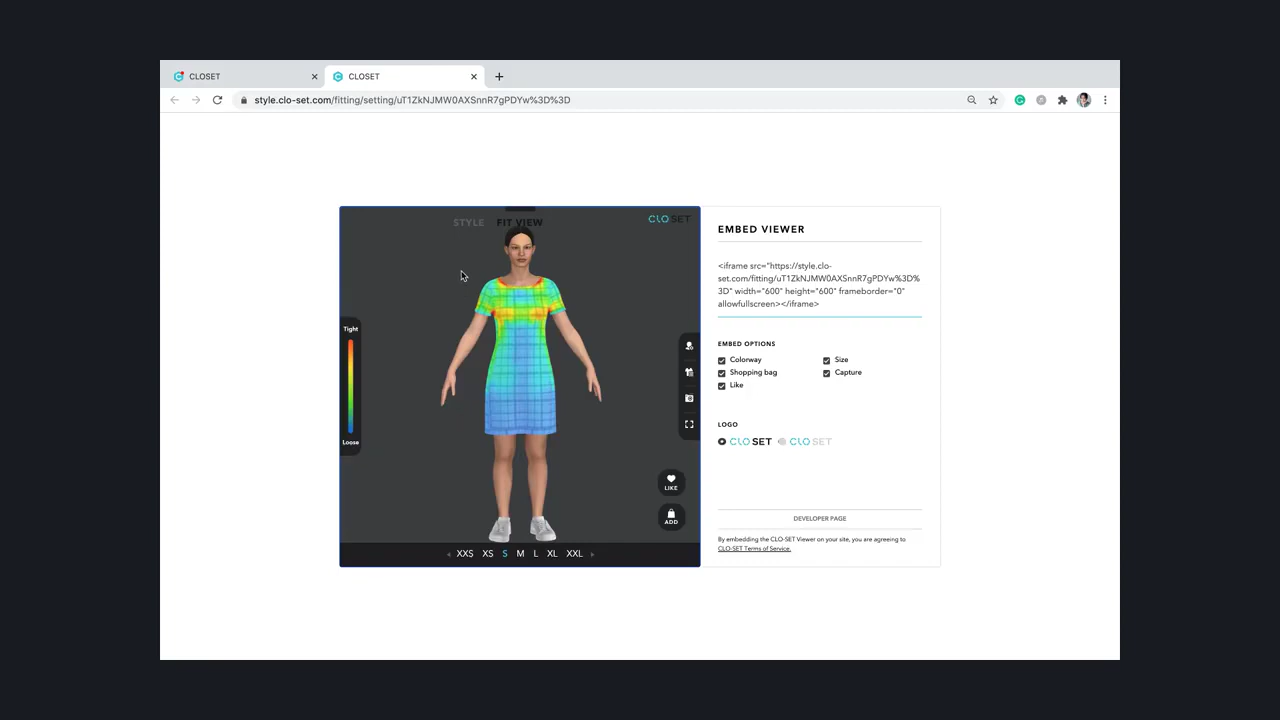 CLOSET
CLOSET
style.clo-set.com/fitting/setting/uT1ZkNJMW0AXSnnR7gPDYw%3D%3D
STYLE FIT VIEW
CLO SET
Tight
Loose
LIKE
ADD
XXS XS S M L XL XXL
EMBED VIEWER
<iframe src="https://style.clo-
set.com/fitting/uT1ZkNJMW0AXSnnR7gPDYw%3D%
3D" width="600" height="600" frameborder="0"
allowfullscreen></iframe>
EMBED OPTIONS
Colorway Size
Shopping bag Capture
Like
LOGO
CLO SET CLO SET
DEVELOPER PAGE
By embedding the CLO-SET Viewer on your site, you are agreeing to
CLO-SET Terms of Service.